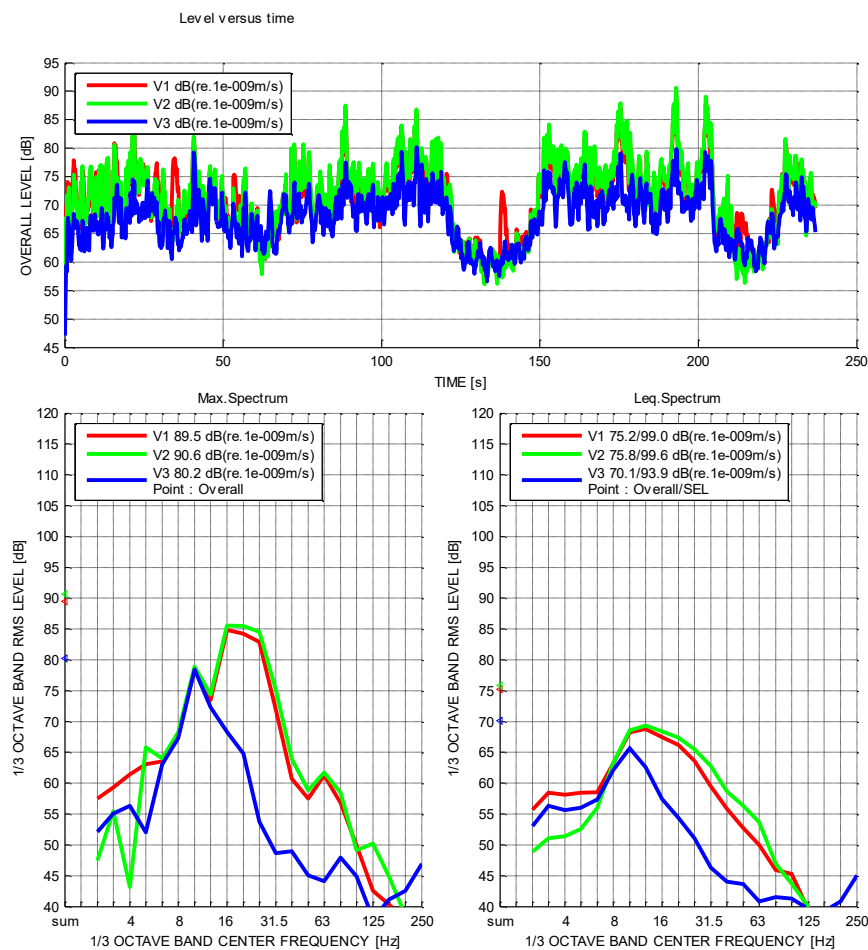 Level versus time
95
90
85
80
75
70
65
60
55
50
45
OVERALL LEVEL [dB]
V1 dB(re.1e-009m/s)
V2 dB(re.1e-009m/s)
V3 dB(re.1e-009m/s)
0 50 100 150 200 250
TIME [s]
Max.Spectrum
120
115
110
105
100
95
90
85
80
75
70
65
60
55
50
45
40
1/3 OCTAVE BAND RMS LEVEL [dB]
V1 89.5 dB(re.1e-009m/s)
V2 90.6 dB(re.1e-009m/s)
V3 80.2 dB(re.1e-009m/s)
Point : Overall
sum 4 8 16 31.5 63 125 250
1/3 OCTAVE BAND CENTER FREQUENCY [Hz]
Leq.Spectrum
120
115
110
105
100
95
90
85
80
75
70
65
60
55
50
45
40
1/3 OCTAVE BAND RMS LEVEL [dB]
V1 75.2/99.0 dB(re.1e-009m/s)
V2 75.8/99.6 dB(re.1e-009m/s)
V3 70.1/93.9 dB(re.1e-009m/s)
Point : Overall/SEL
sum 4 8 16 31.5 63 125 250
1/3 OCTAVE BAND CENTER FREQUENCY [Hz]